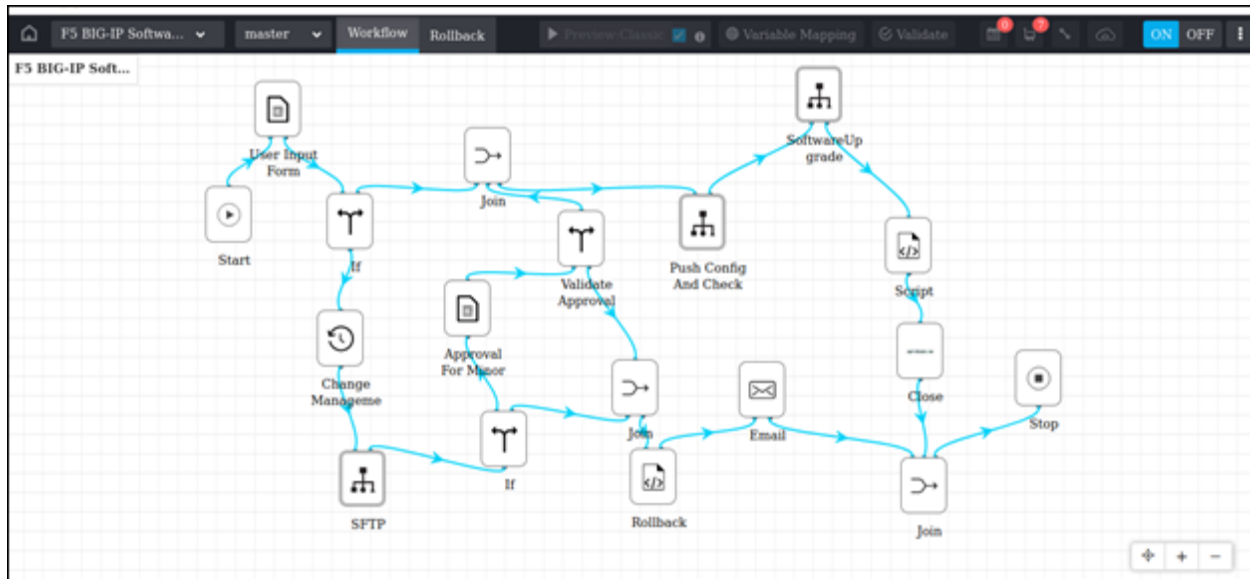 F5 BIG-IP Softwa...
master
Workflow
Rollback
Preview Classic
Variable Mapping
Validate
ON
OFF
F5 BIG-IP Soft...
User Input
Form
Start
If
Join
SoftwareUp
grade
Validate
Approval
Push Config
And Check
Script
Change
Manageme
Approval
For Minor
Close
Stop
Join
Email
SFTP
If
Rollback
Join